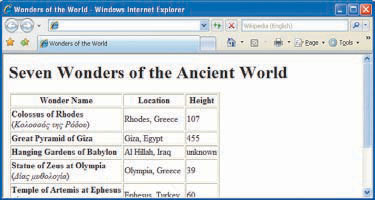 Wonders of the World - Windows Internet Explorer
Wikipedia (English)
Wonders of the World
Page
Tools
Seven Wonders of the Ancient World
Wonder Name Location Height
Colossus of Rhodes
(Κολοσσός της Ρόδου) Rhodes, Greece 107
Great Pyramid of Giza Giza, Egypt 455
Hanging Gardens of Babylon Al Hillah, Iraq unknown
Statue of Zeus at Olympia
(Δίας μυθολογία) Olympia, Greece 39
Temple of Artemis at Ephesus Ephesus, Turkey 60